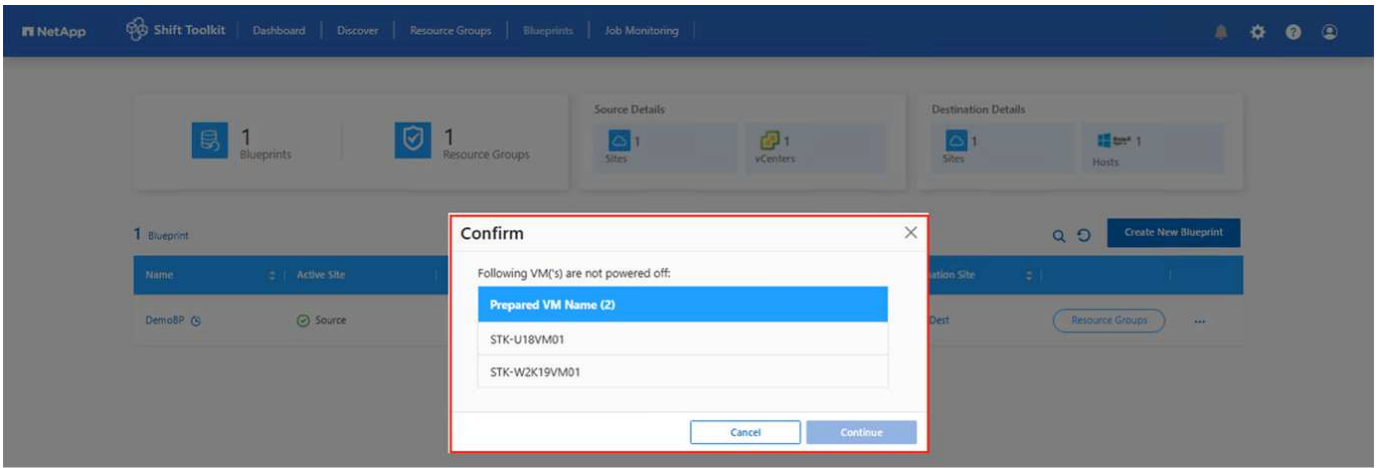 NetApp
Shift Toolkit
Dashboard
Discover
Resource Groups
Blueprints
Job Monitoring
1
Blueprints
1
Resource Groups
Source Details
1
Sites
1
vCenters
Destination Details
1
Sites
1
Hosts
1 Blueprint
Create New Blueprint
Name
Active Site
ation Site
DemoBP
Source
Dest
Resource Groups
...
Confirm
Following VM('s) are not powered off:
Prepared VM Name (2)
STK-U18VM01
STK-W2K19VM01
Cancel
Continue